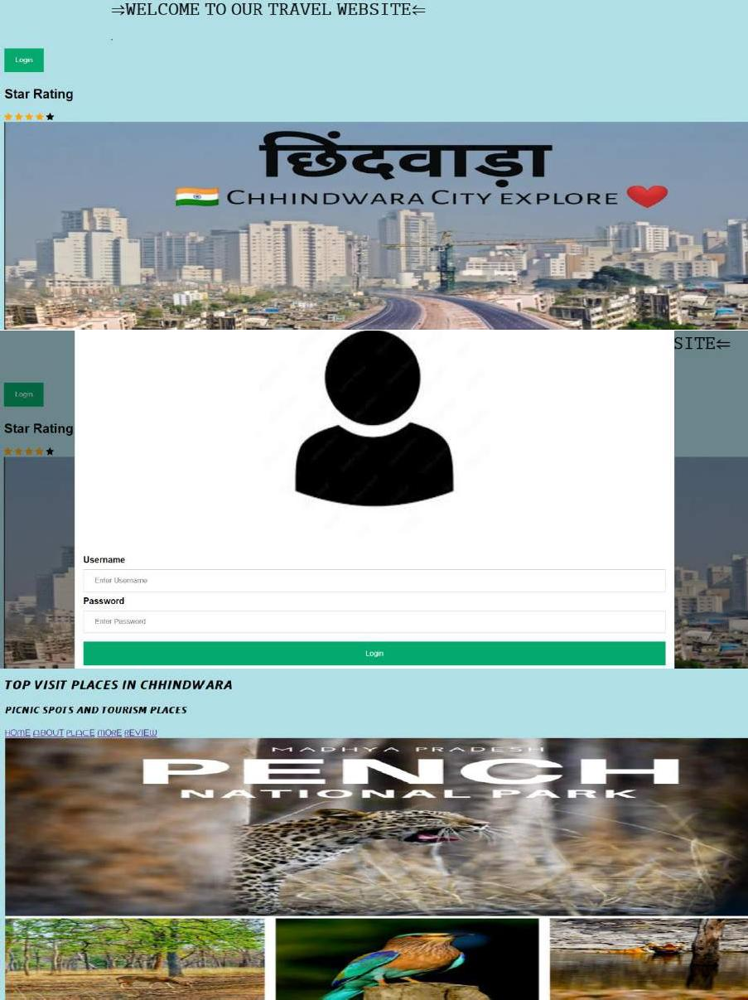 ⇒WELCOME TO OUR TRAVEL WEBSITE⇐
.
Login
Star Rating
छिंदवाड़ा
🇮🇳 CHHINDWARA CITY EXPLORE ❤️
SITE⇐
Login
Star Rating
Username
Enter Username
Password
Enter Password
Login
TOP VISIT PLACES IN CHHINDWARA
PICNIC SPOTS AND TOURISM PLACES
HOME ABOUT PLACE MORE REVIEW
MADHYA PRADESH
PENCH
NATIONAL PARK